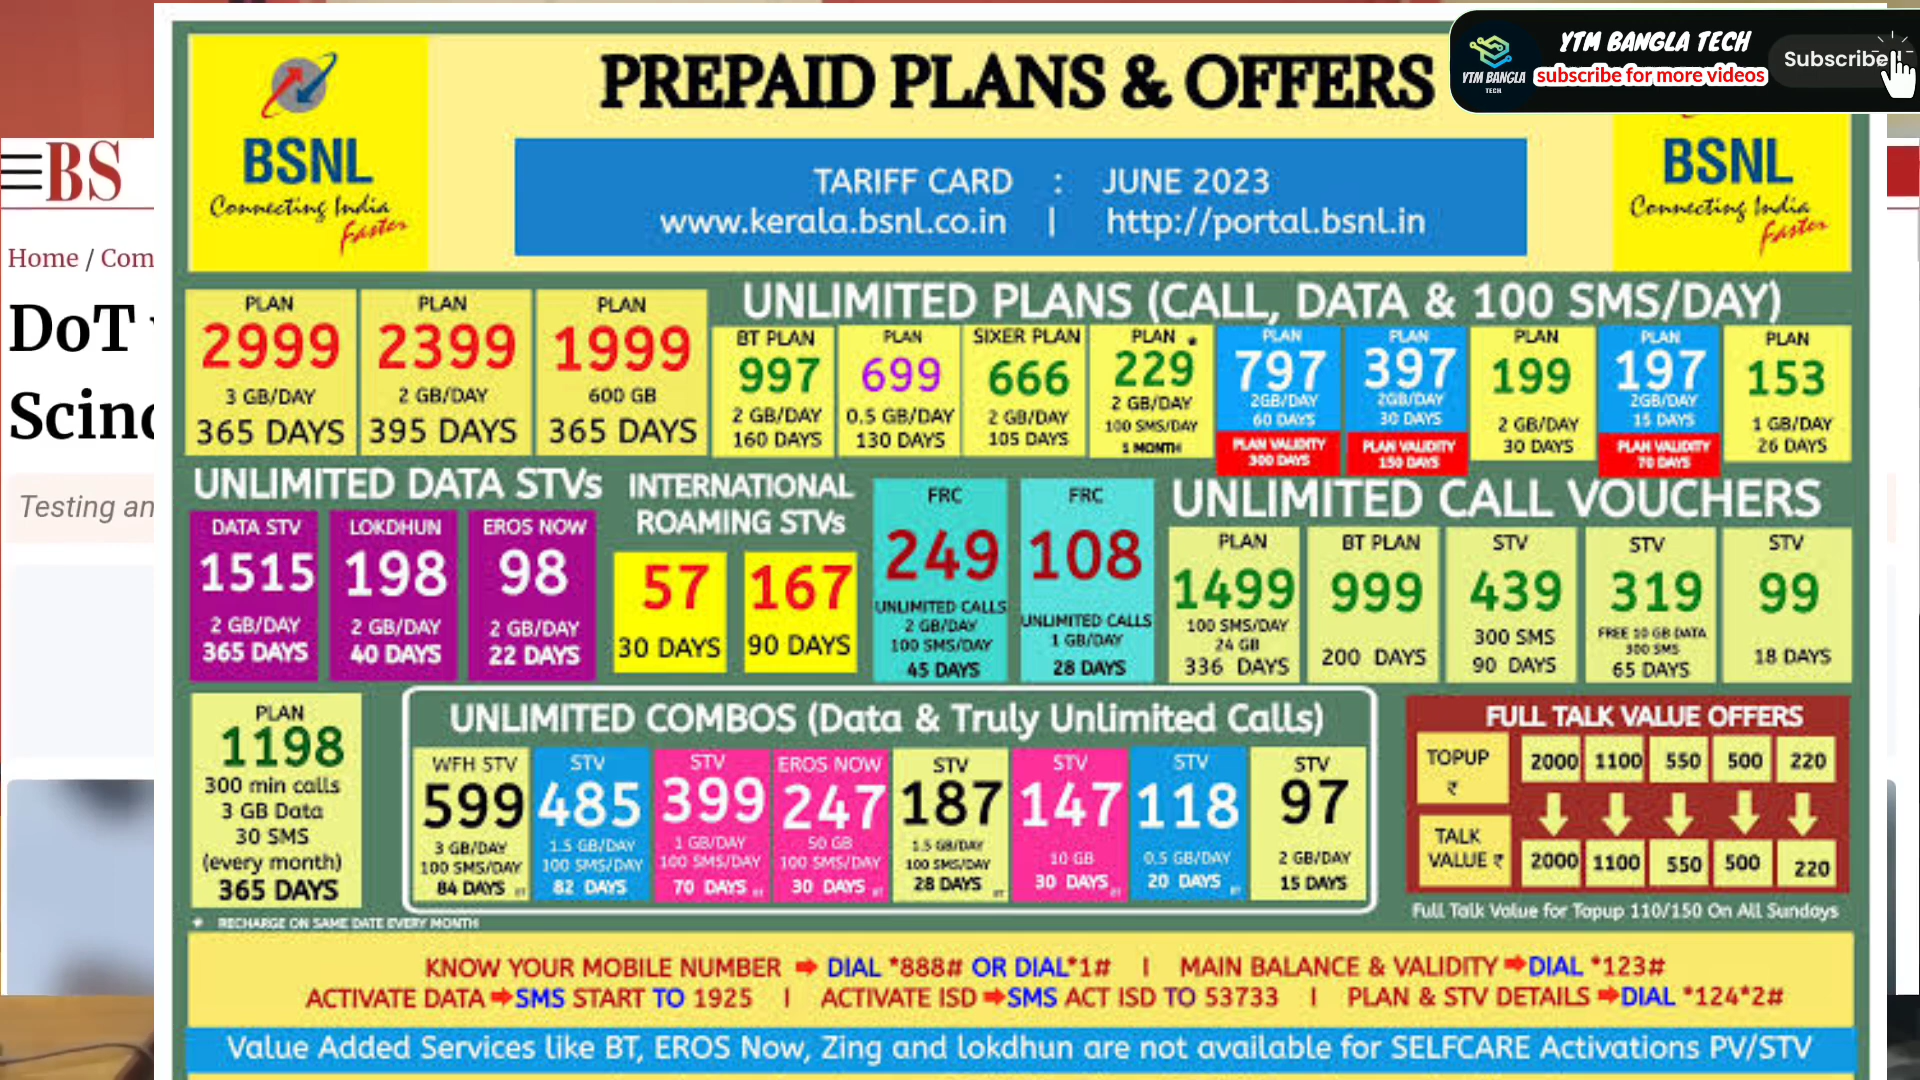 YTM BANGLA TECH
subscribe for more videos
Subscribe
YTM BANGLA
TECH
BS
Home / Com
DoT
Scind
Testing an
BSNL
Connecting India
Faster
PREPAID PLANS & OFFERS
TARIFF CARD : JUNE 2023
www.kerala.bsnl.co.in | http://portal.bsnl.in
BSNL
Connecting India
Faster
PLAN
2999
3 GB/DAY
365 DAYS
PLAN
2399
2 GB/DAY
395 DAYS
PLAN
1999
600 GB
365 DAYS
UNLIMITED PLANS (CALL, DATA & 100 SMS/DAY)
BT PLAN
997
2 GB/DAY
160 DAYS
PLAN
699
0.5 GB/DAY
130 DAYS
SIXER PLAN
666
2 GB/DAY
105 DAYS
PLAN *
229
2 GB/DAY
100 SMS/DAY
1 MONTH
PLAN
797
2GB/DAY
60 DAYS
PLAN VALIDITY
300 DAYS
PLAN
397
2GB/DAY
30 DAYS
PLAN VALIDITY
150 DAYS
PLAN
199
2 GB/DAY
30 DAYS
PLAN
197
2GB/DAY
15 DAYS
PLAN VALIDITY
70 DAYS
PLAN
153
1 GB/DAY
26 DAYS
UNLIMITED DATA STVs
DATA STV
1515
2 GB/DAY
365 DAYS
LOKDHUN
198
2 GB/DAY
40 DAYS
EROS NOW
98
2 GB/DAY
22 DAYS
INTERNATIONAL
ROAMING STVs
57
30 DAYS
167
90 DAYS
FRC
249
UNLIMITED CALLS
2 GB/DAY
100 SMS/DAY
45 DAYS
FRC
108
UNLIMITED CALLS
1 GB/DAY
28 DAYS
UNLIMITED CALL VOUCHERS
PLAN
1499
100 SMS/DAY
24 GB
336 DAYS
BT PLAN
999
200 DAYS
STV
439
300 SMS
90 DAYS
STV
319
FREE 10 GB DATA
300 SMS
65 DAYS
STV
99
18 DAYS
PLAN
1198
300 min calls
3 GB Data
30 SMS
(every month)
365 DAYS
UNLIMITED COMBOS (Data & Truly Unlimited Calls)
WFH STV
599
3 GB/DAY
100 SMS/DAY
84 DAYS
STV
485
1.5 GB/DAY
100 SMS/DAY
82 DAYS
STV
399
1 GB/DAY
100 SMS/DAY
70 DAYS
EROS NOW
247
50 GB
100 SMS/DAY
30 DAYS
STV
187
1.5 GB/DAY
100 SMS/DAY
28 DAYS
STV
147
10 GB
30 DAYS
STV
118
0.5 GB/DAY
20 DAYS
STV
97
2 GB/DAY
15 DAYS
FULL TALK VALUE OFFERS
TOPUP ₹ 2000 1100 550 500 220
TALK VALUE ₹ 2000 1100 550 500 220
Full Talk Value for Topup 110/150 On All Sundays
* RECHARGE ON SAME DATE EVERY MONTH
KNOW YOUR MOBILE NUMBER ➡ DIAL *888# OR DIAL*1# | MAIN BALANCE & VALIDITY ➡DIAL *123#
ACTIVATE DATA ➡SMS START TO 1925 | ACTIVATE ISD ➡SMS ACT ISD TO 53733 | PLAN & STV DETAILS ➡DIAL *124*2#
Value Added Services like BT, EROS Now, Zing and lokdhun are not available for SELFCARE Activations PV/STV